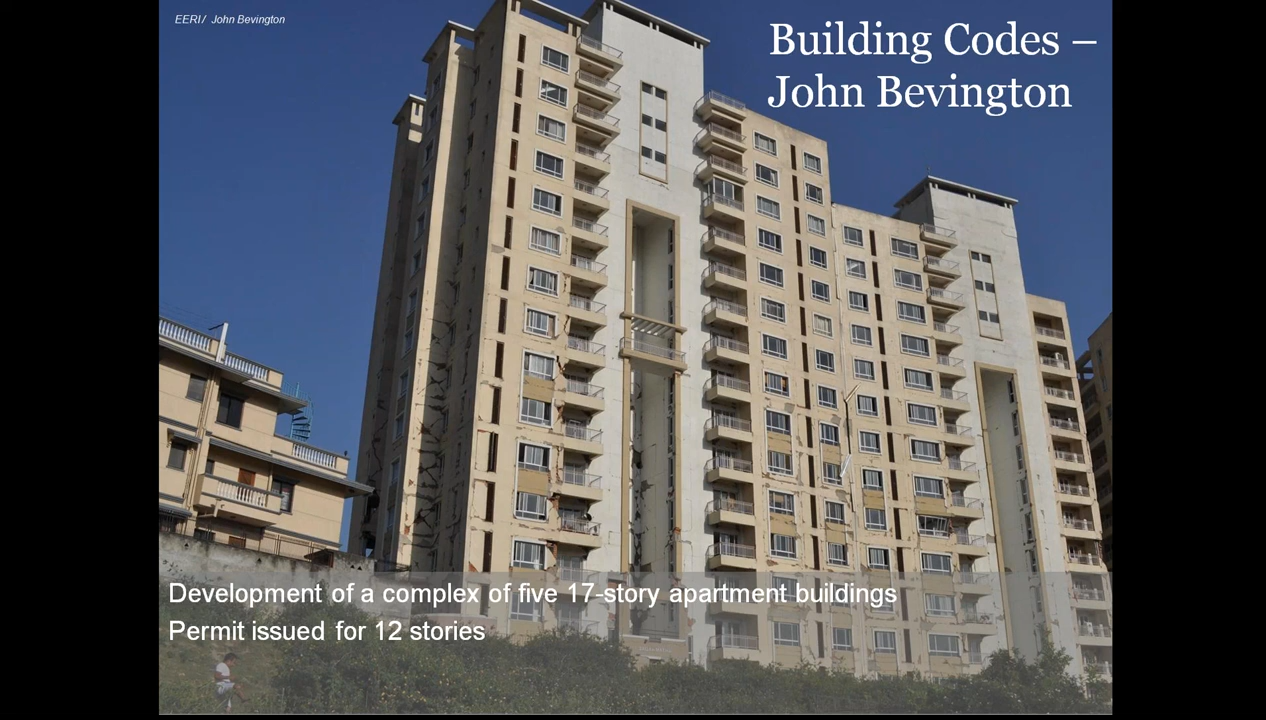 EERI / John Bevington
Building Codes –
John Bevington
Development of a complex of five 17-story apartment buildings
Permit issued for 12 stories